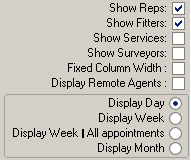 Show Reps:
Show Fitters:
Show Services:
Show Surveyors:
Fixed Column Width :
Display Remote Agents :
Display Day
Display Week
Display Week | All appointments
Display Month